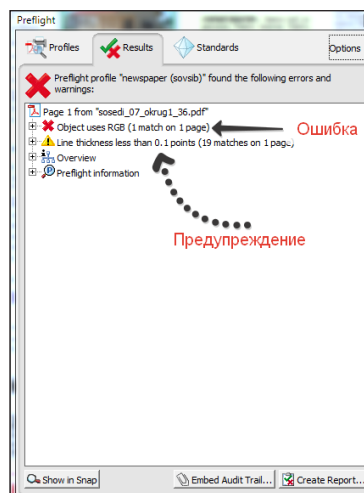 Preflight
Profiles
Results
Standards
Options
Preflight profile "newspaper (sovsib)" found the following errors and
warnings:
Page 1 from "sosedi_07_okrug1_36.pdf"
Object uses RGB (1 match on 1 page)
Ошибка
Line thickness less than 0.1 points (19 matches on 1 page)
Overview
Preflight information
Предупреждение
Show in Snap
Embed Audit Trail...
Create Report...